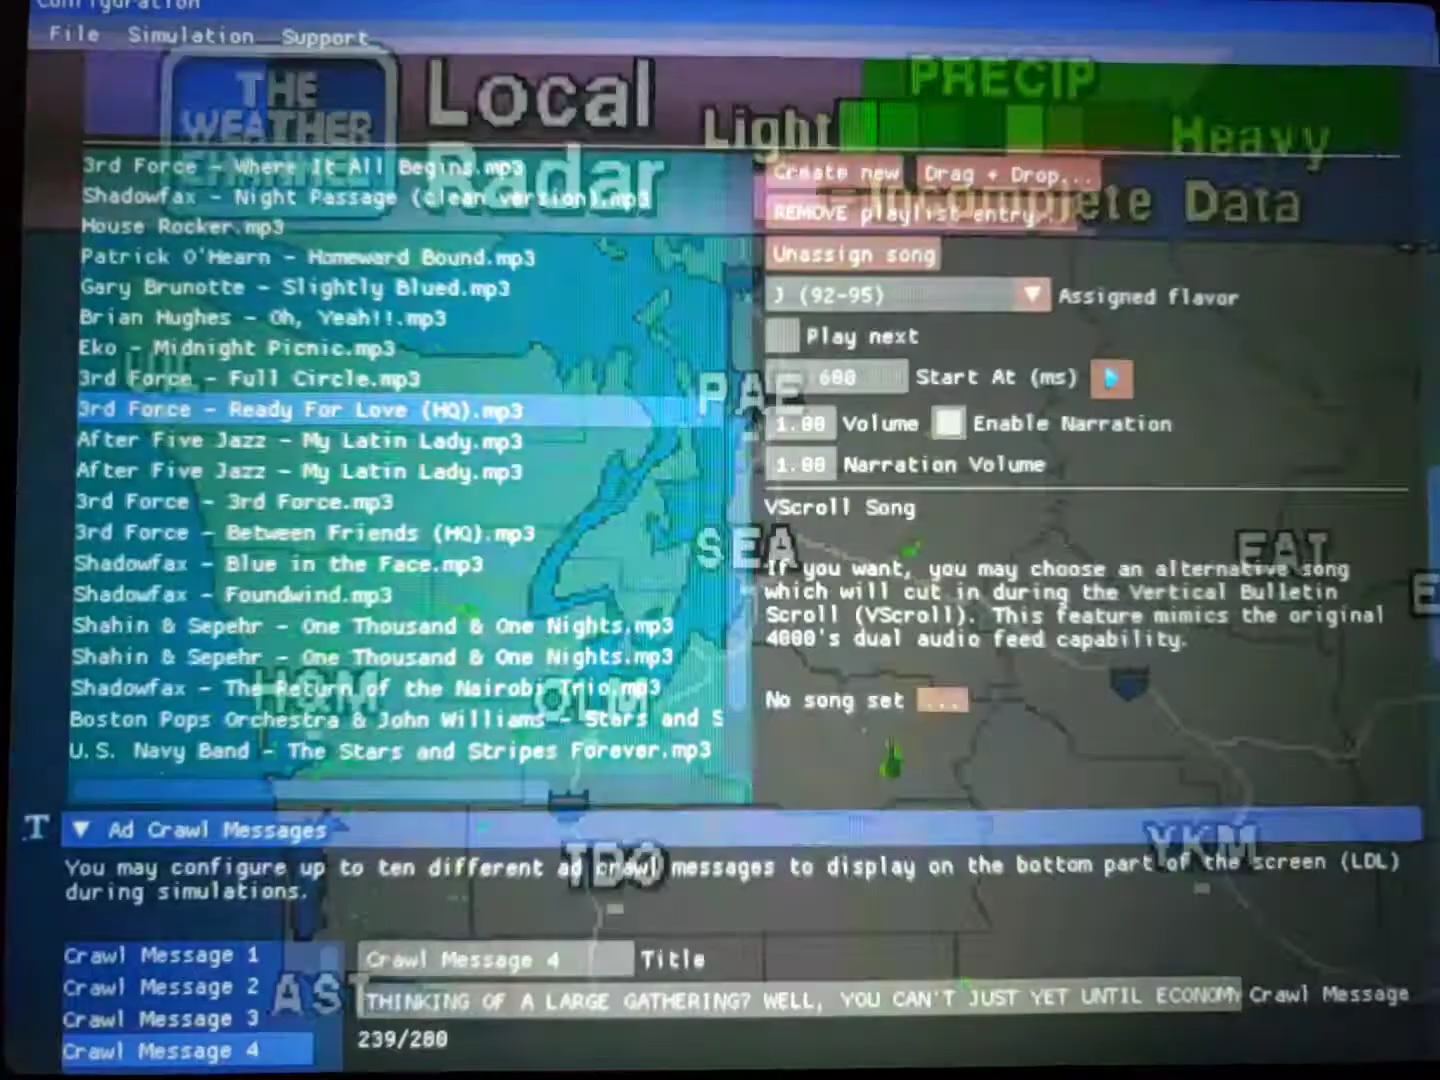 Configuration
File Simulation Support
THE WEATHER CHANNEL
Local Radar
PRECIP
Light Heavy
Incomplete Data
3rd Force - Where It All Begins.mp3
Shadowfax - Night Passage (clean version).mp3
House Rocker.mp3
Patrick O'Hearn - Homeward Bound.mp3
Gary Brunotte - Slightly Blued.mp3
Brian Hughes - Oh, Yeah!!.mp3
Eko - Midnight Picnic.mp3
3rd Force - Full Circle.mp3
3rd Force - Ready For Love (HQ).mp3
After Five Jazz - My Latin Lady.mp3
After Five Jazz - My Latin Lady.mp3
3rd Force - 3rd Force.mp3
3rd Force - Between Friends (HQ).mp3
Shadowfax - Blue in the Face.mp3
Shadowfax - Foundwind.mp3
Shahin & Sepehr - One Thousand & One Nights.mp3
Shahin & Sepehr - One Thousand & One Nights.mp3
Shadowfax - The Return of the Nairobi Trio.mp3
Boston Pops Orchestra & John Williams - Stars and S
U.S. Navy Band - The Stars and Stripes Forever.mp3
Create new Drag + Drop...
REMOVE playlist entry...
Unassign song
J (92-95) Assigned flavor
Play next
600 Start At (ms)
1.00 Volume Enable Narration
1.00 Narration Volume
VScroll Song
If you want, you may choose an alternative song
which will cut in during the Vertical Bulletin
Scroll (VScroll). This feature mimics the original
4000's dual audio feed capability.
No song set ...
PAE
SEA
EAT
HQM
OLM
TDO
YKM
AST
Ad Crawl Messages
You may configure up to ten different ad crawl messages to display on the bottom part of the screen (LDL)
during simulations.
Crawl Message 1
Crawl Message 2
Crawl Message 3
Crawl Message 4
Crawl Message 4 Title
THINKING OF A LARGE GATHERING? WELL, YOU CAN'T JUST YET UNTIL ECONOMY Crawl Message
239/280